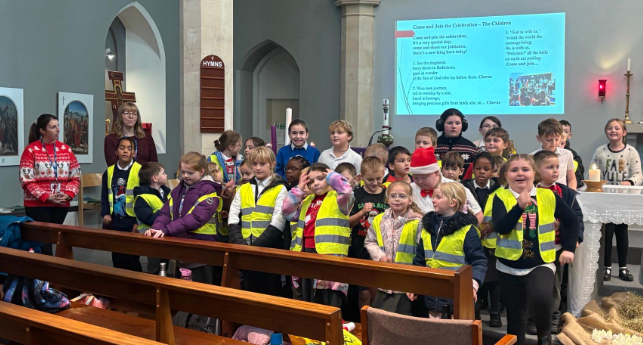 HYMNS
Come and Join the Celebration – The Children
Come and join the celebration,
It's a very special day;
Come and share our jubilation,
there's a new King born today!
1. See the shepherds
hurry down to Bethlehem,
gaze in wonder
at the Son of God who lay before them. Chorus
2. Wise men journey,
led to worship by a star,
kneel in homage,
bringing precious gifts from lands afar, so... Chorus
3. 'God is with us,'
'round the world the
message bring.
He is with us,
'Welcome!' all the bells
on earth are pealing.
Come and join...